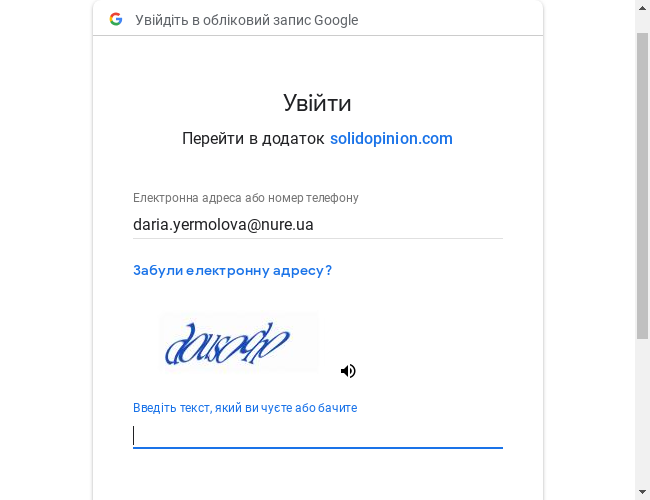 Увійдіть в обліковий запис Google
Увійти
Перейти в додаток solidopinion.com
Електронна адреса або номер телефону
daria.yermolova@nure.ua
Забули електронну адресу?
Введіть текст, який ви чуєте або бачите